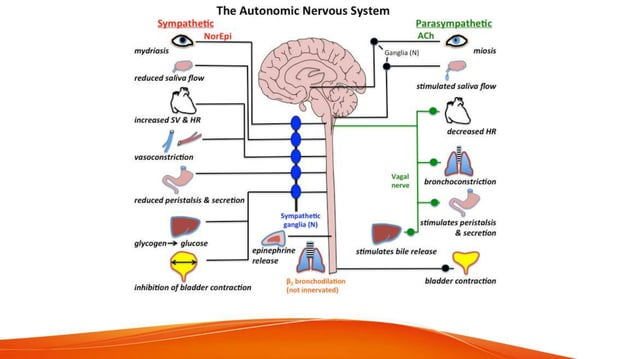 The Autonomic Nervous System
Sympathetic
NorEpi
mydriasis
reduced saliva flow
increased SV & HR
vasoconstriction
reduced peristalsis & secretion
glycogen→ glucose
inhibition of bladder contraction
Sympathetic
ganglia (N)
epinephrine
release
β₂ bronchodilation
(not innervated)
Parasympathetic
ACh
Ganglia (N)
miosis
stimulated saliva flow
decreased HR
Vagal
nerve
bronchoconstriction
stimulates peristalsis
& secretion
stimulates bile release
bladder contraction